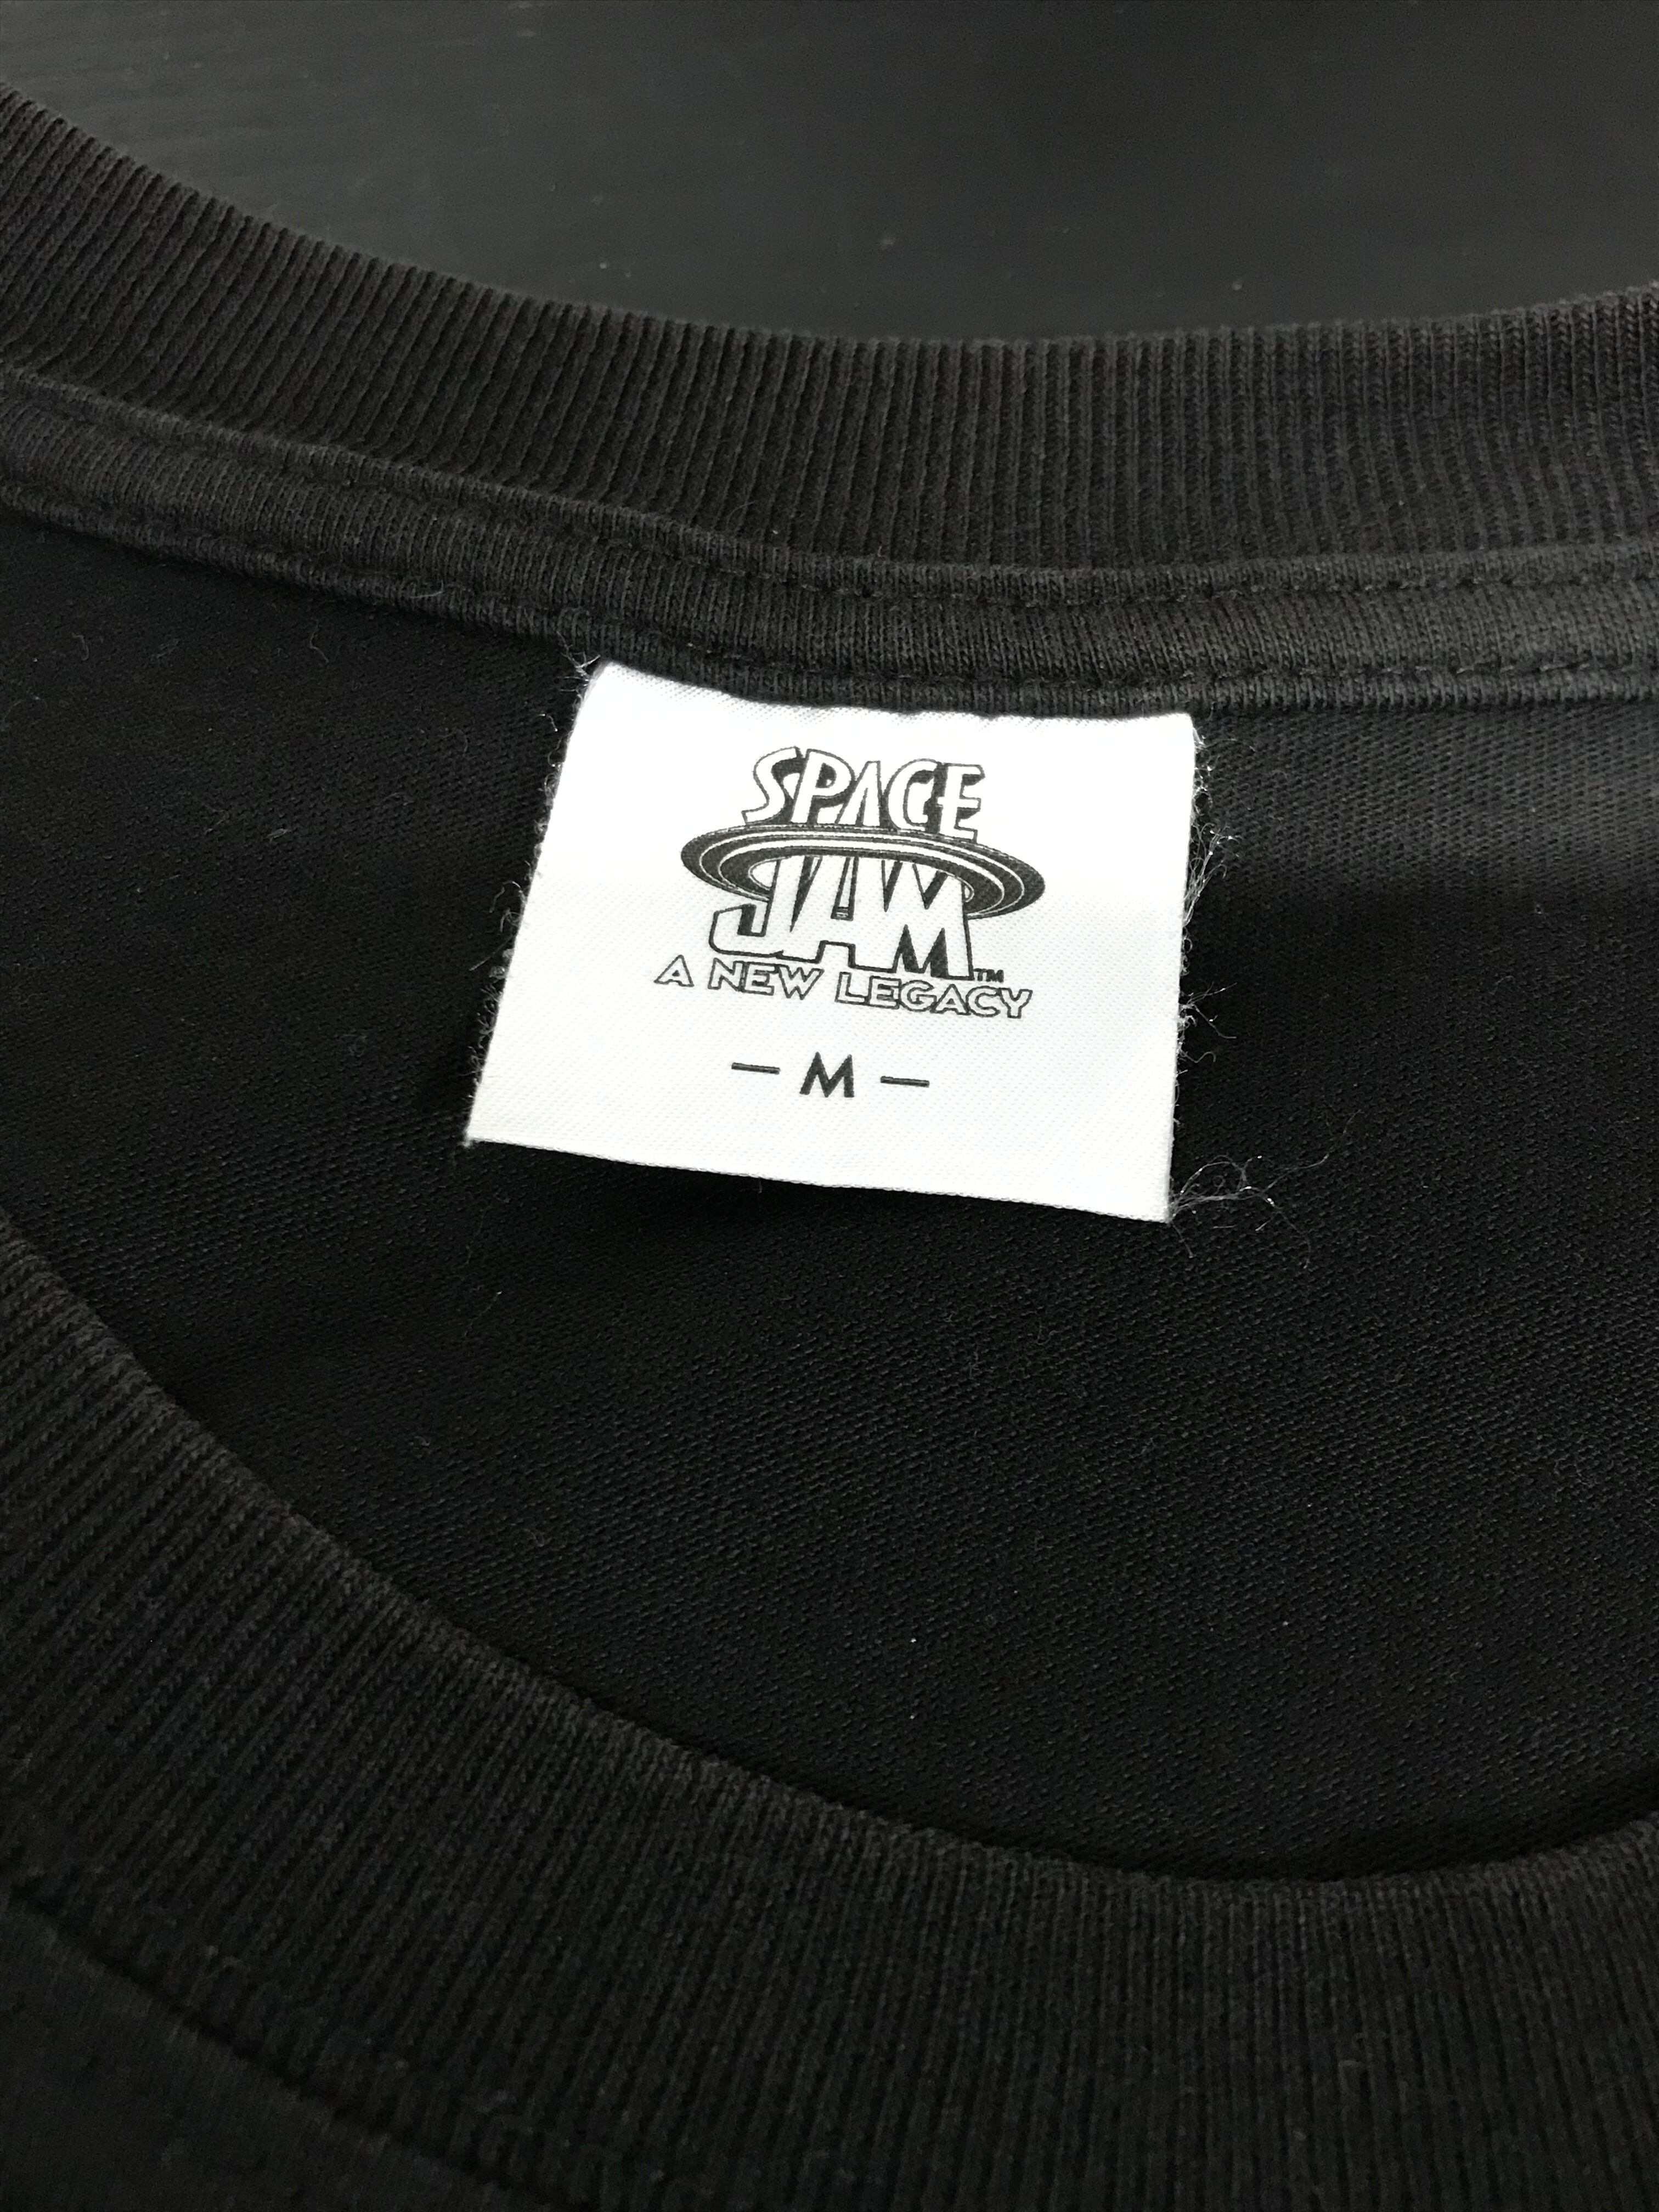 SPACE
JAM™
A NEW LEGACY
– M –